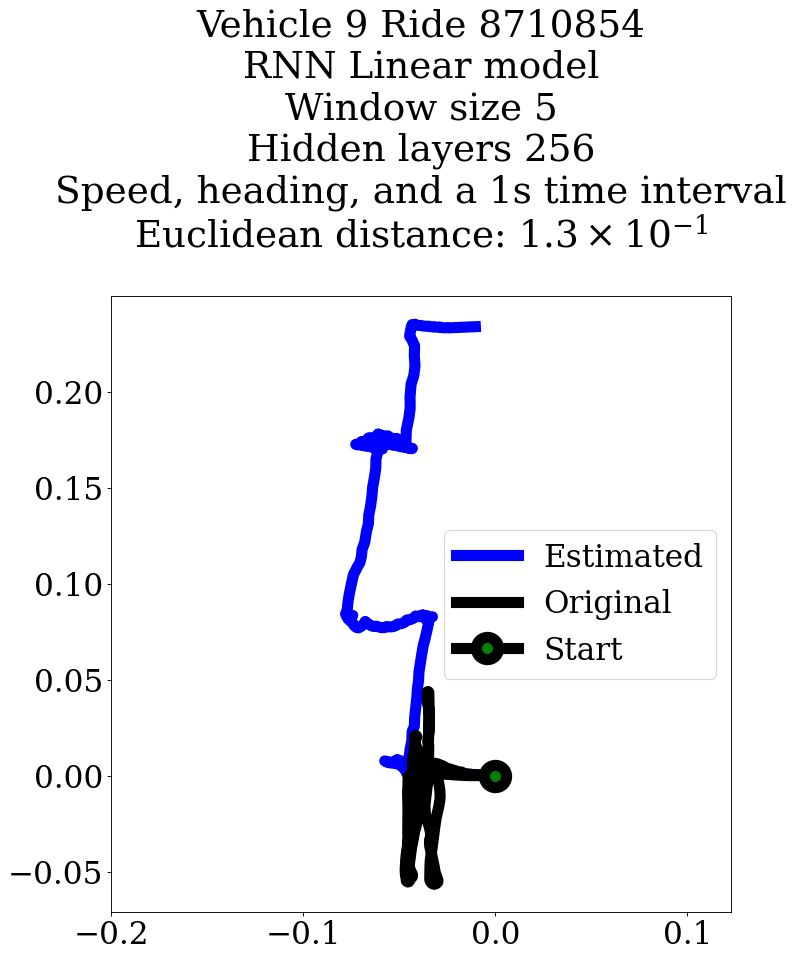 Vehicle 9 Ride 8710854
RNN Linear model
Window size 5
Hidden layers 256
Speed, heading, and a 1s time interval
Euclidean distance: 1.3 × 10⁻¹
0.20
0.15
0.10
0.05
0.00
−0.05
Estimated
Original
Start
−0.2
−0.1
0.0
0.1